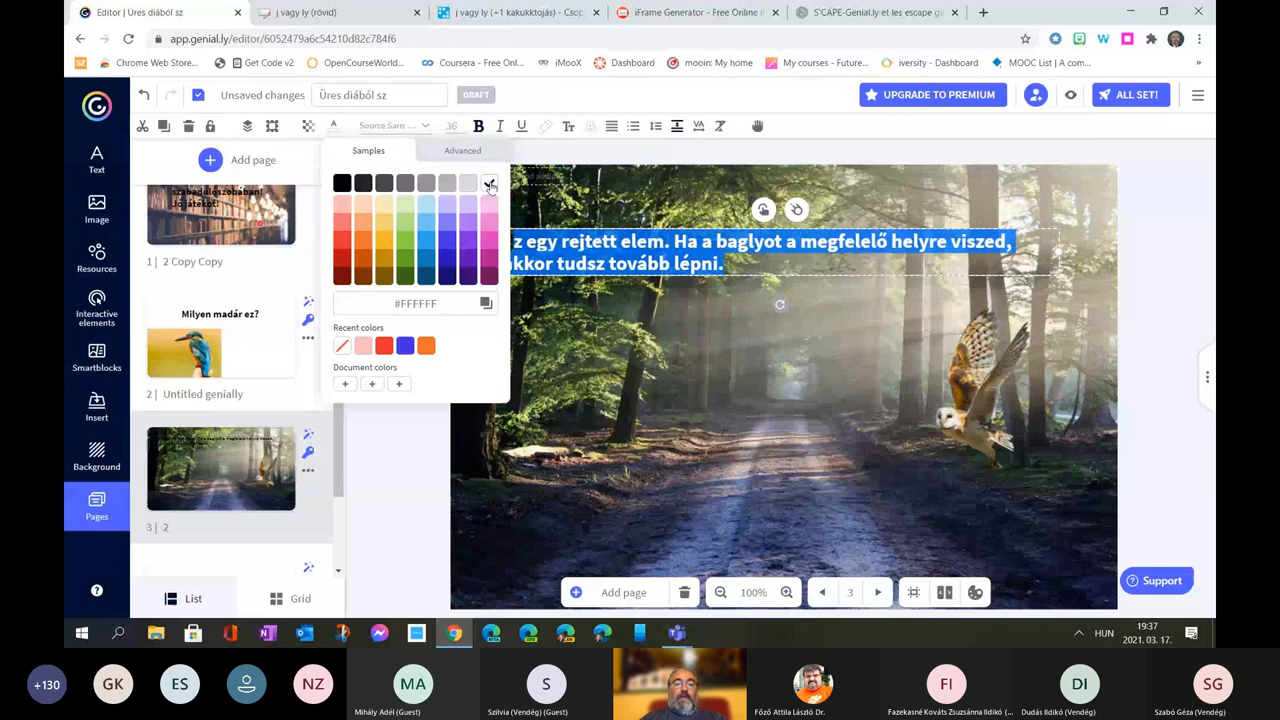 Editor | Üres diából sz
j vagy ly (rövid)
j vagy ly (+1 kakukktojás) - Csop
iFrame Generator - Free Online
S'CAPE-Genial.ly et les escape g
app.genial.ly/editor/6052479a6c54210d82c784f6
Chrome Web Store...
Get Code v2
OpenCourseWorld...
Coursera - Free Onl...
iMooX
Dashboard
mooin: My home
My courses - Future...
iversity - Dashboard
MOOC List | A com...
Unsaved changes
Üres diából sz
DRAFT
UPGRADE TO PREMIUM
ALL SET!
Source Sans ...
36
Text
Image
Resources
Interactive
elements
Smartblocks
Insert
Background
Pages
Add page
szabadulószobában!
Jó játékot!
1 | 2 Copy Copy
Milyen madár ez?
2 | Untitled genially
3 | 2
List
Grid
Samples
Advanced
#FFFFFF
Recent colors
Document colors
z egy rejtett elem. Ha a baglyot a megfelelő helyre viszed,
akkor tudsz tovább lépni.
Add page
100%
3
Support
HUN
19:37
2021. 03. 17.
+130
GK
ES
NZ
MA
Mihály Adél (Guest)
S
Szilvia (Vendég) (Guest)
Főző Attila László Dr.
FI
Fazekasné Kováts Zsuzsánna Ildikó (...
DI
Dudás Ildikó (Vendég)
SG
Szabó Géza (Vendég)